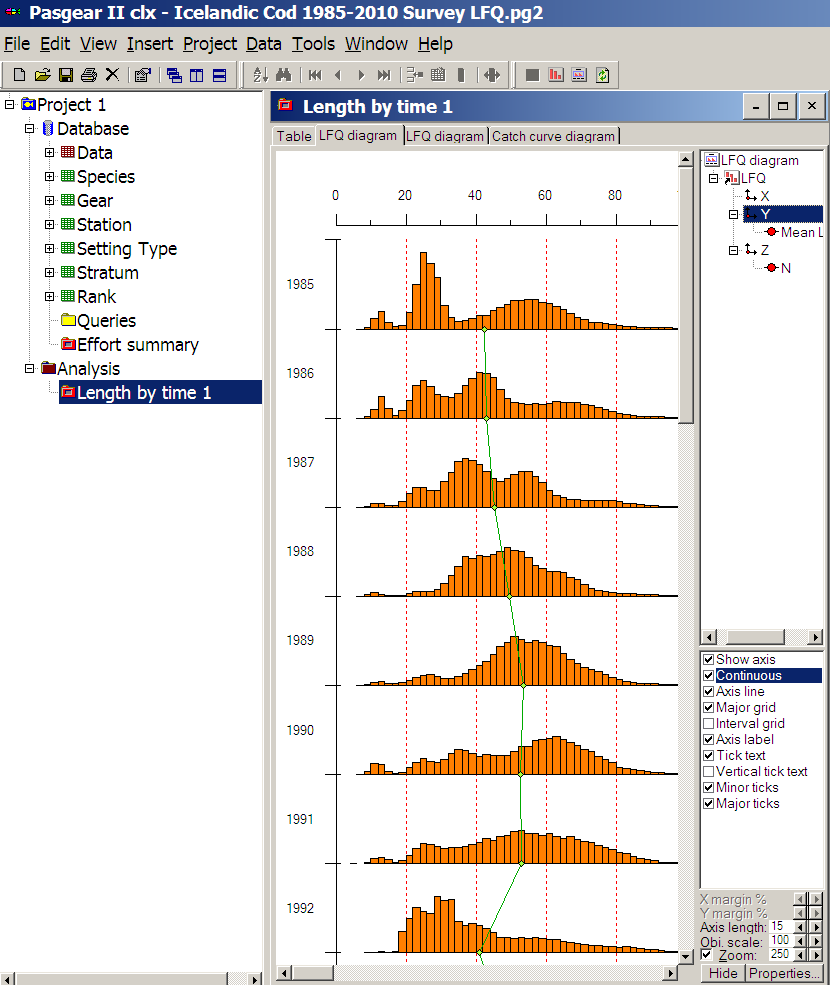 Pasgear II clx - Icelandic Cod 1985-2010 Survey LFQ.pg2
File Edit View Insert Project Data Tools Window Help
Project 1
Database
Data
Species
Gear
Station
Setting Type
Stratum
Rank
Queries
Effort summary
Analysis
Length by time 1
Length by time 1
Table LFQ diagram LFQ diagram Catch curve diagram
0 20 40 60 80
1985
1986
1987
1988
1989
1990
1991
1992
LFQ diagram
LFQ
X
Y
Mean L
Z
N
Show axis
Continuous
Axis line
Major grid
Interval grid
Axis label
Tick text
Vertical tick text
Minor ticks
Major ticks
X margin %
Y margin %
Axis length: 15
Obj. scale: 100
Zoom: 250
Hide Properties...